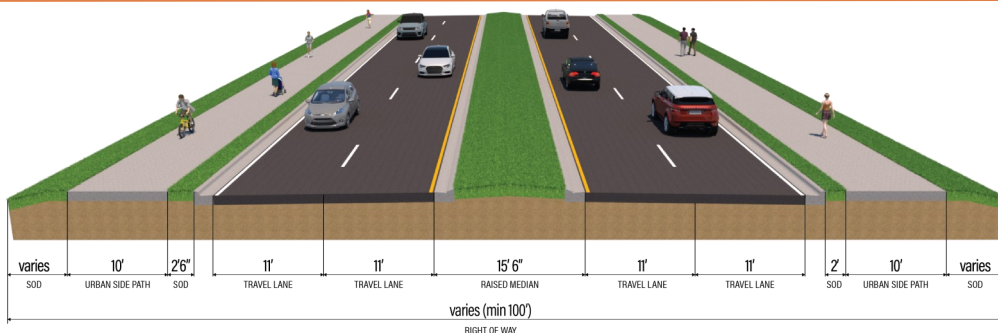 varies 10' 2'6" 11' 11' 15' 6" 11' 11' 2' 10' varies
SOD URBAN SIDE PATH SOD TRAVEL LANE TRAVEL LANE RAISED MEDIAN TRAVEL LANE TRAVEL LANE SOD URBAN SIDE PATH SOD
varies (min 100')
RIGHT OF WAY